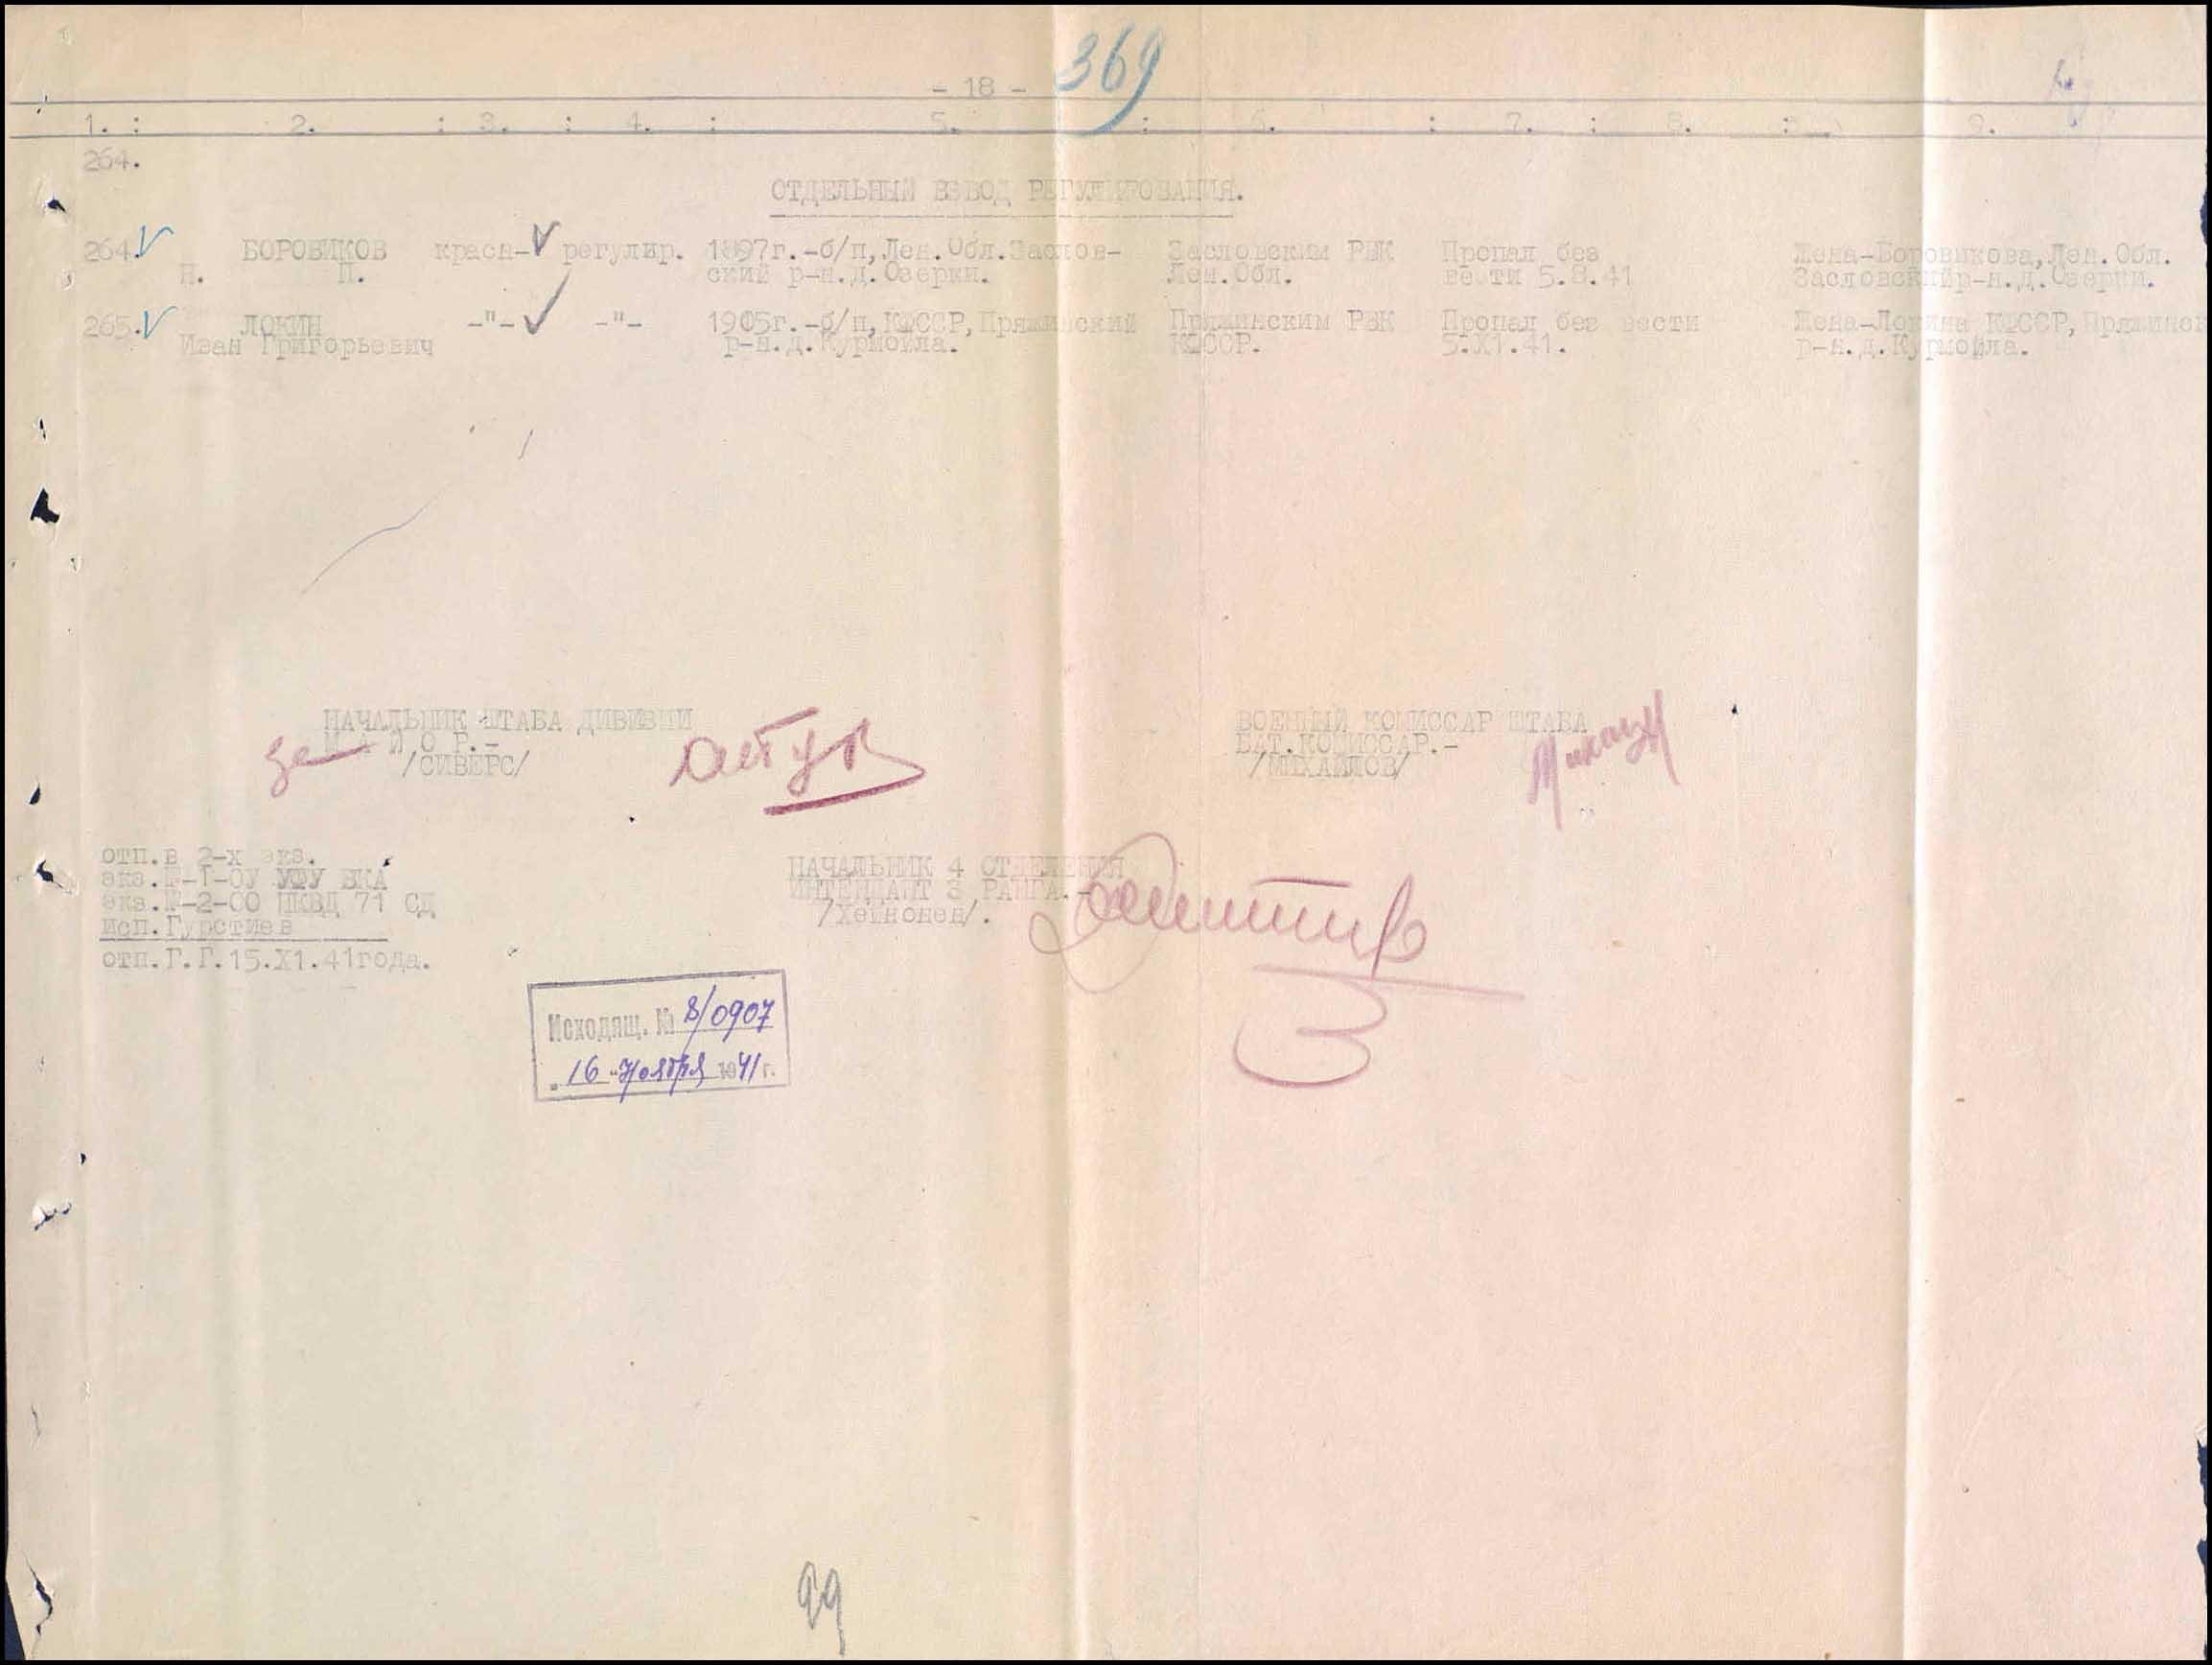 369
- 18 -
1. : 2. : 3. : 4. : 5. : 6. : 7. : 8. : 9.
264.
ОТДЕЛЬНЫЙ ВЗВОД РЕГУЛИРОВАНИЯ.
264. БОРОВИКОВ красн- регулир. 1897г.-б/п,Лен.Обл.Заслов- Засловским РВК Пропал без Жена-Боровикова,Лен.Обл.
Н. П. ский р-н.д.Озерки. Лен.Обл. вести 5.8.41 Засловскийр-н.д.Озерки.
265. ЛОКИН -"- -"- 1905г.-б/п,КФССР,Пряжинский Пряжинским РВК Пропал без вести Жена-Локина КФССР,Пряжинск
Иван Григорьевич р-н.д.Курмойла. КФССР. 5.XI.41. р-н.д.Курмойла.
НАЧАЛЬНИК ШТАБА ДИВИЗИИ ВОЕННЫЙ КОМИССАР ШТАБА
за М А Й О Р.- БАТ.КОМИССАР.-
/СИВЕРС/ /МИХАЙЛОВ/
отп.в 2-х экз. НАЧАЛЬНИК 4 ОТДЕЛЕНИЯ
экз.№-1-ОУ УФУ ВКА ИНТЕНДАНТ 3 РАНГА.-
экз.№-2-ОО НКВД 71 СД /Хейнонен/.
исп.Гурстиев
отп.Г.Г.15.XI.41года.
Исходящ. № 8/0907
"16" Ноября 1941 г.
99